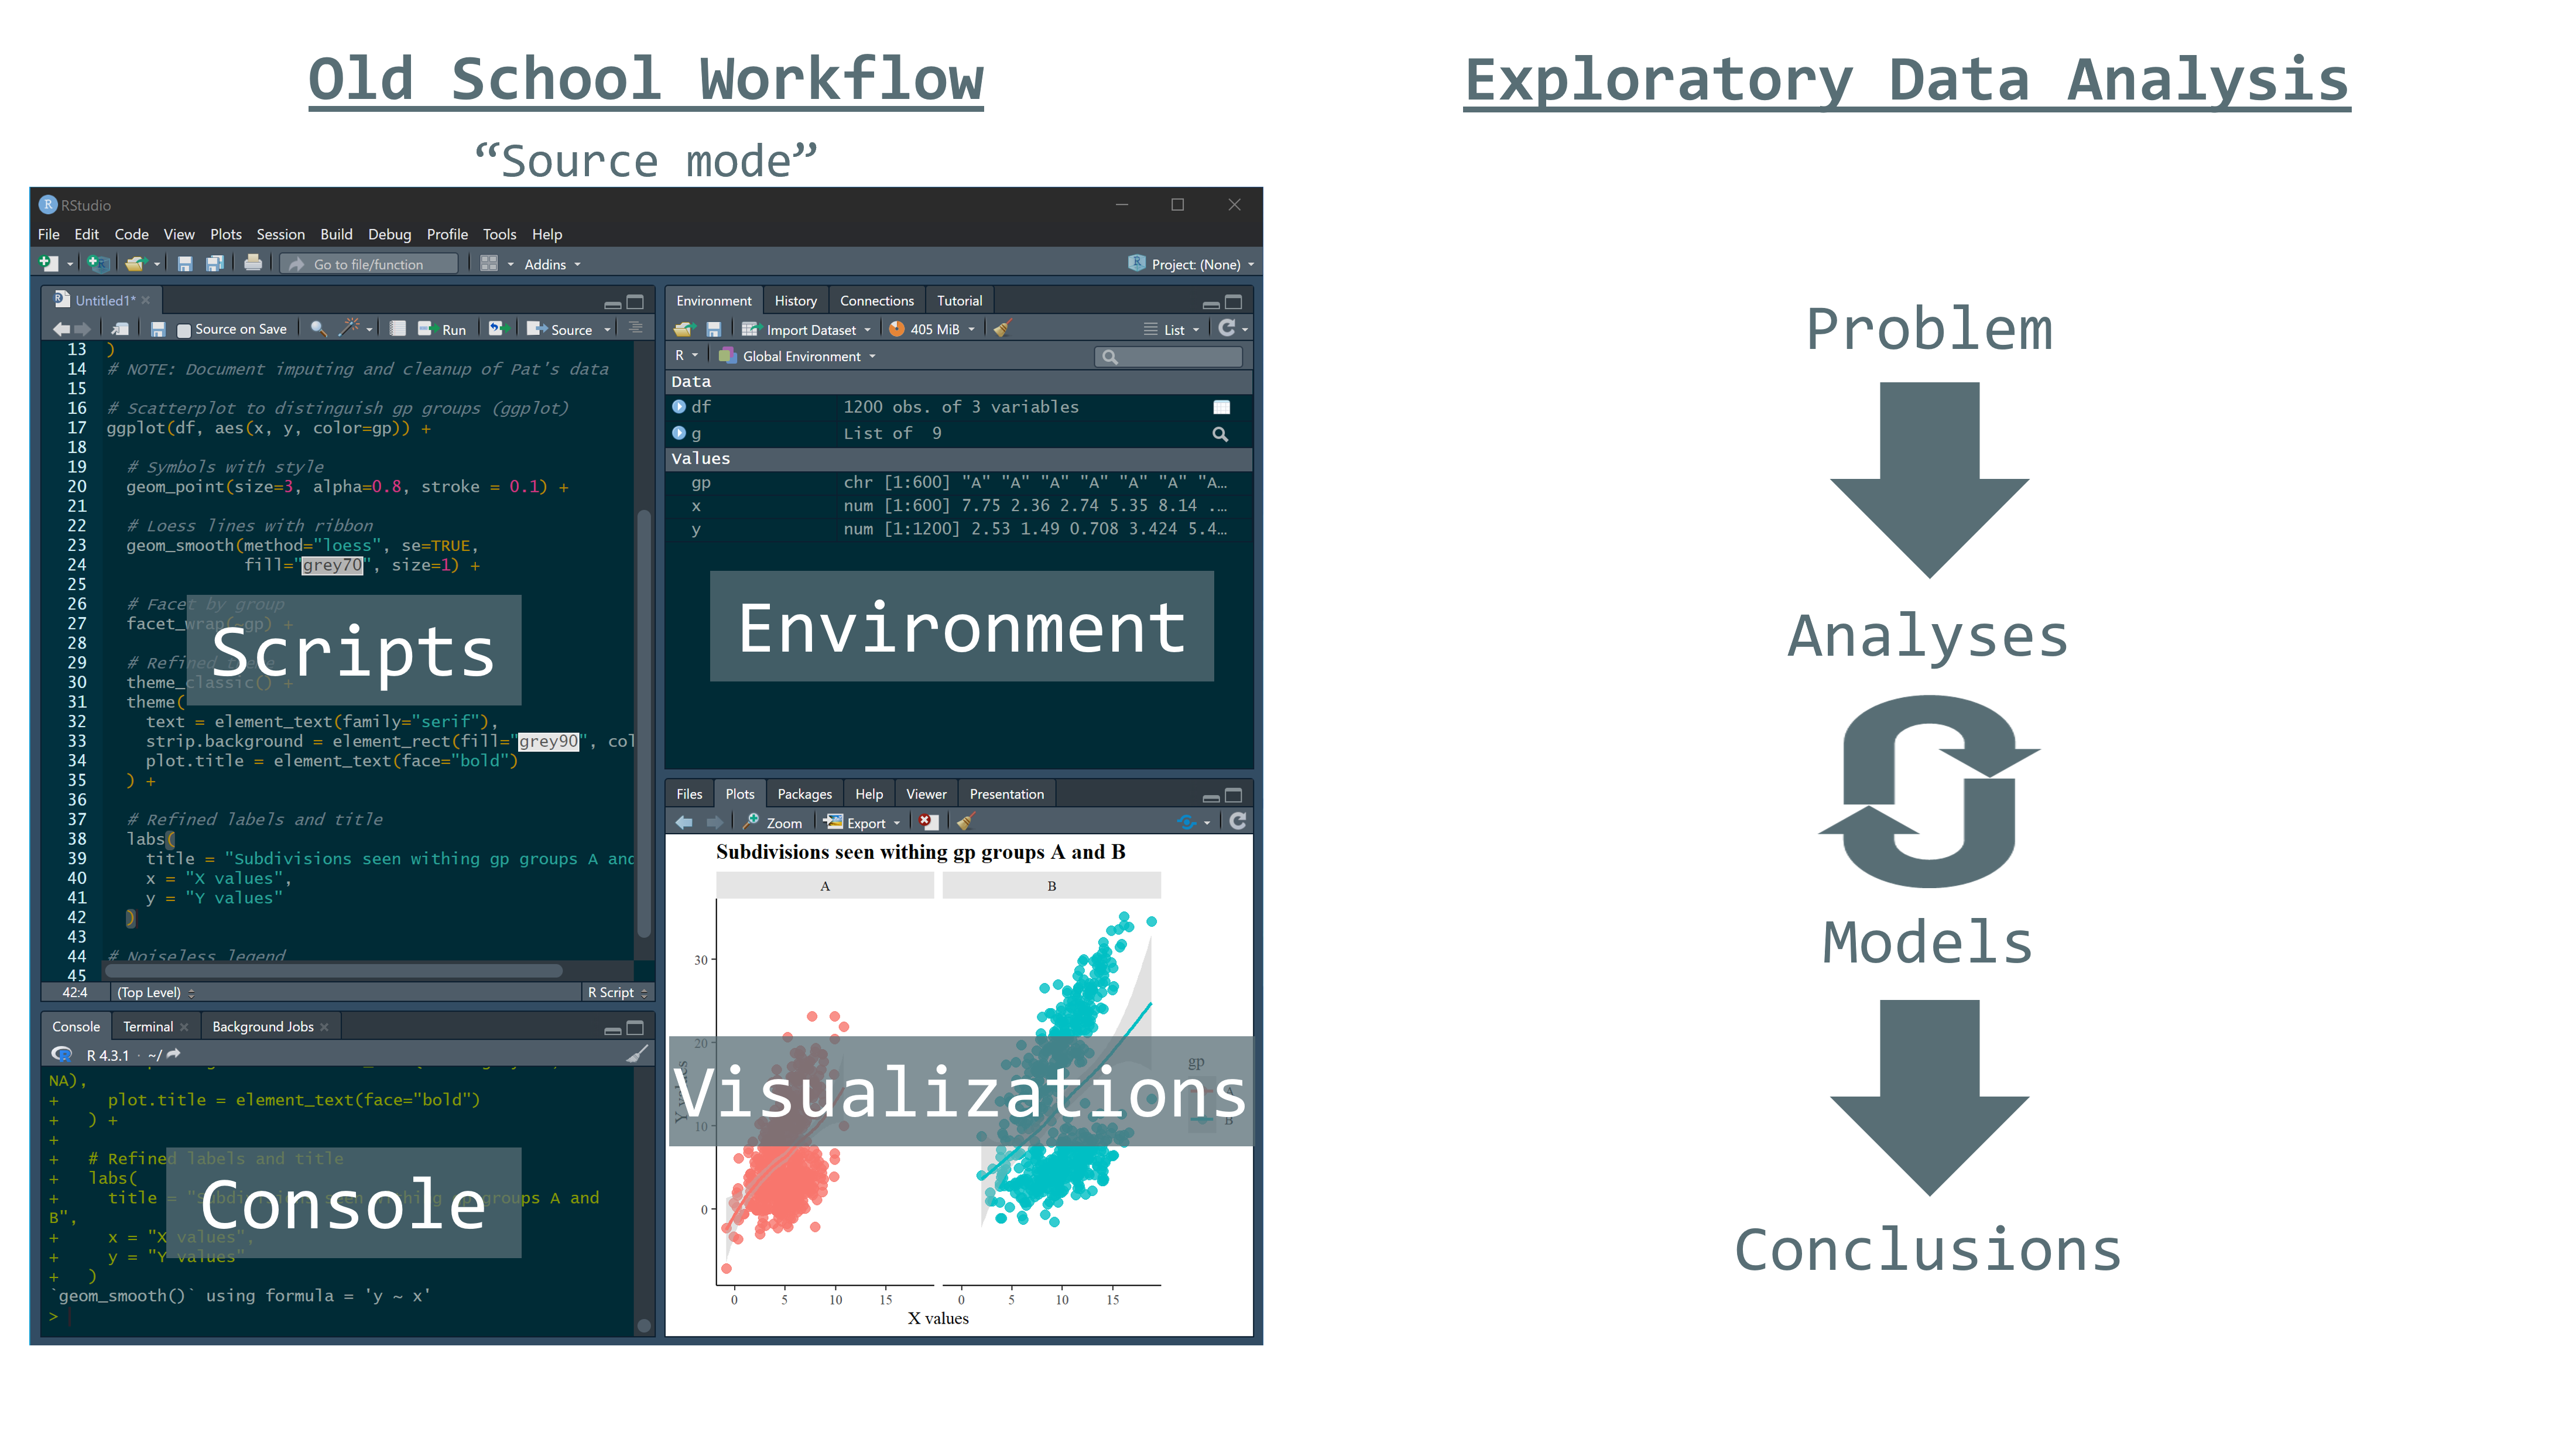 Old School Workflow
“Source mode”
RStudio
File Edit Code View Plots Session Build Debug Profile Tools Help
Go to file/function Addins Project: (None)
Untitled1*
Source on Save Run Source
13 )
14 # NOTE: Document imputing and cleanup of Pat’s data
15
16 # Scatterplot to distinguish gp groups (ggplot)
17 ggplot(df, aes(x, y, color=gp)) +
18
19 # Symbols with style
20 geom_point(size=3, alpha=0.8, stroke = 0.1) +
21
22 # Loess lines with ribbon
23 geom_smooth(method="loess", se=TRUE,
24 fill="grey70", size=1) +
25
26 # Facet by group
27 facet_wrap(~gp) +
28
29 # Refined theme
30 theme_classic() +
31 theme(
32 text = element_text(family="serif"),
33 strip.background = element_rect(fill="grey90", col
34 plot.title = element_text(face="bold")
35 ) +
36
37 # Refined labels and title
38 labs(
39 title = "Subdivisions seen withing gp groups A and
40 x = "X values",
41 y = "Y values"
42 )
43
44 # Noiseless legend
45
Scripts
42:4 (Top Level) R Script
Console Terminal Background Jobs
R 4.3.1 · ~/
NA),
+ plot.title = element_text(face="bold")
+ ) +
+
+ # Refined labels and title
+ labs(
+ title = "Subdivisions seen withing gp groups A and
B",
+ x = "X values",
+ y = "Y values"
+ )
`geom_smooth()` using formula = 'y ~ x'
>
Console
Environment History Connections Tutorial
Import Dataset 405 MiB List
R Global Environment
Data
df 1200 obs. of 3 variables
g List of 9
Values
gp chr [1:600] "A" "A" "A" "A" "A" "A" "A…
x num [1:600] 7.75 2.36 2.74 5.35 8.14 .…
y num [1:1200] 2.53 1.49 0.708 3.424 5.4…
Environment
Files Plots Packages Help Viewer Presentation
Zoom Export
Subdivisions seen withing gp groups A and B
A B
30
20
10
0
Y values
gp
A
B
0 5 10 15 0 5 10 15
X values
Visualizations
Exploratory Data Analysis
Problem
Analyses
Models
Conclusions